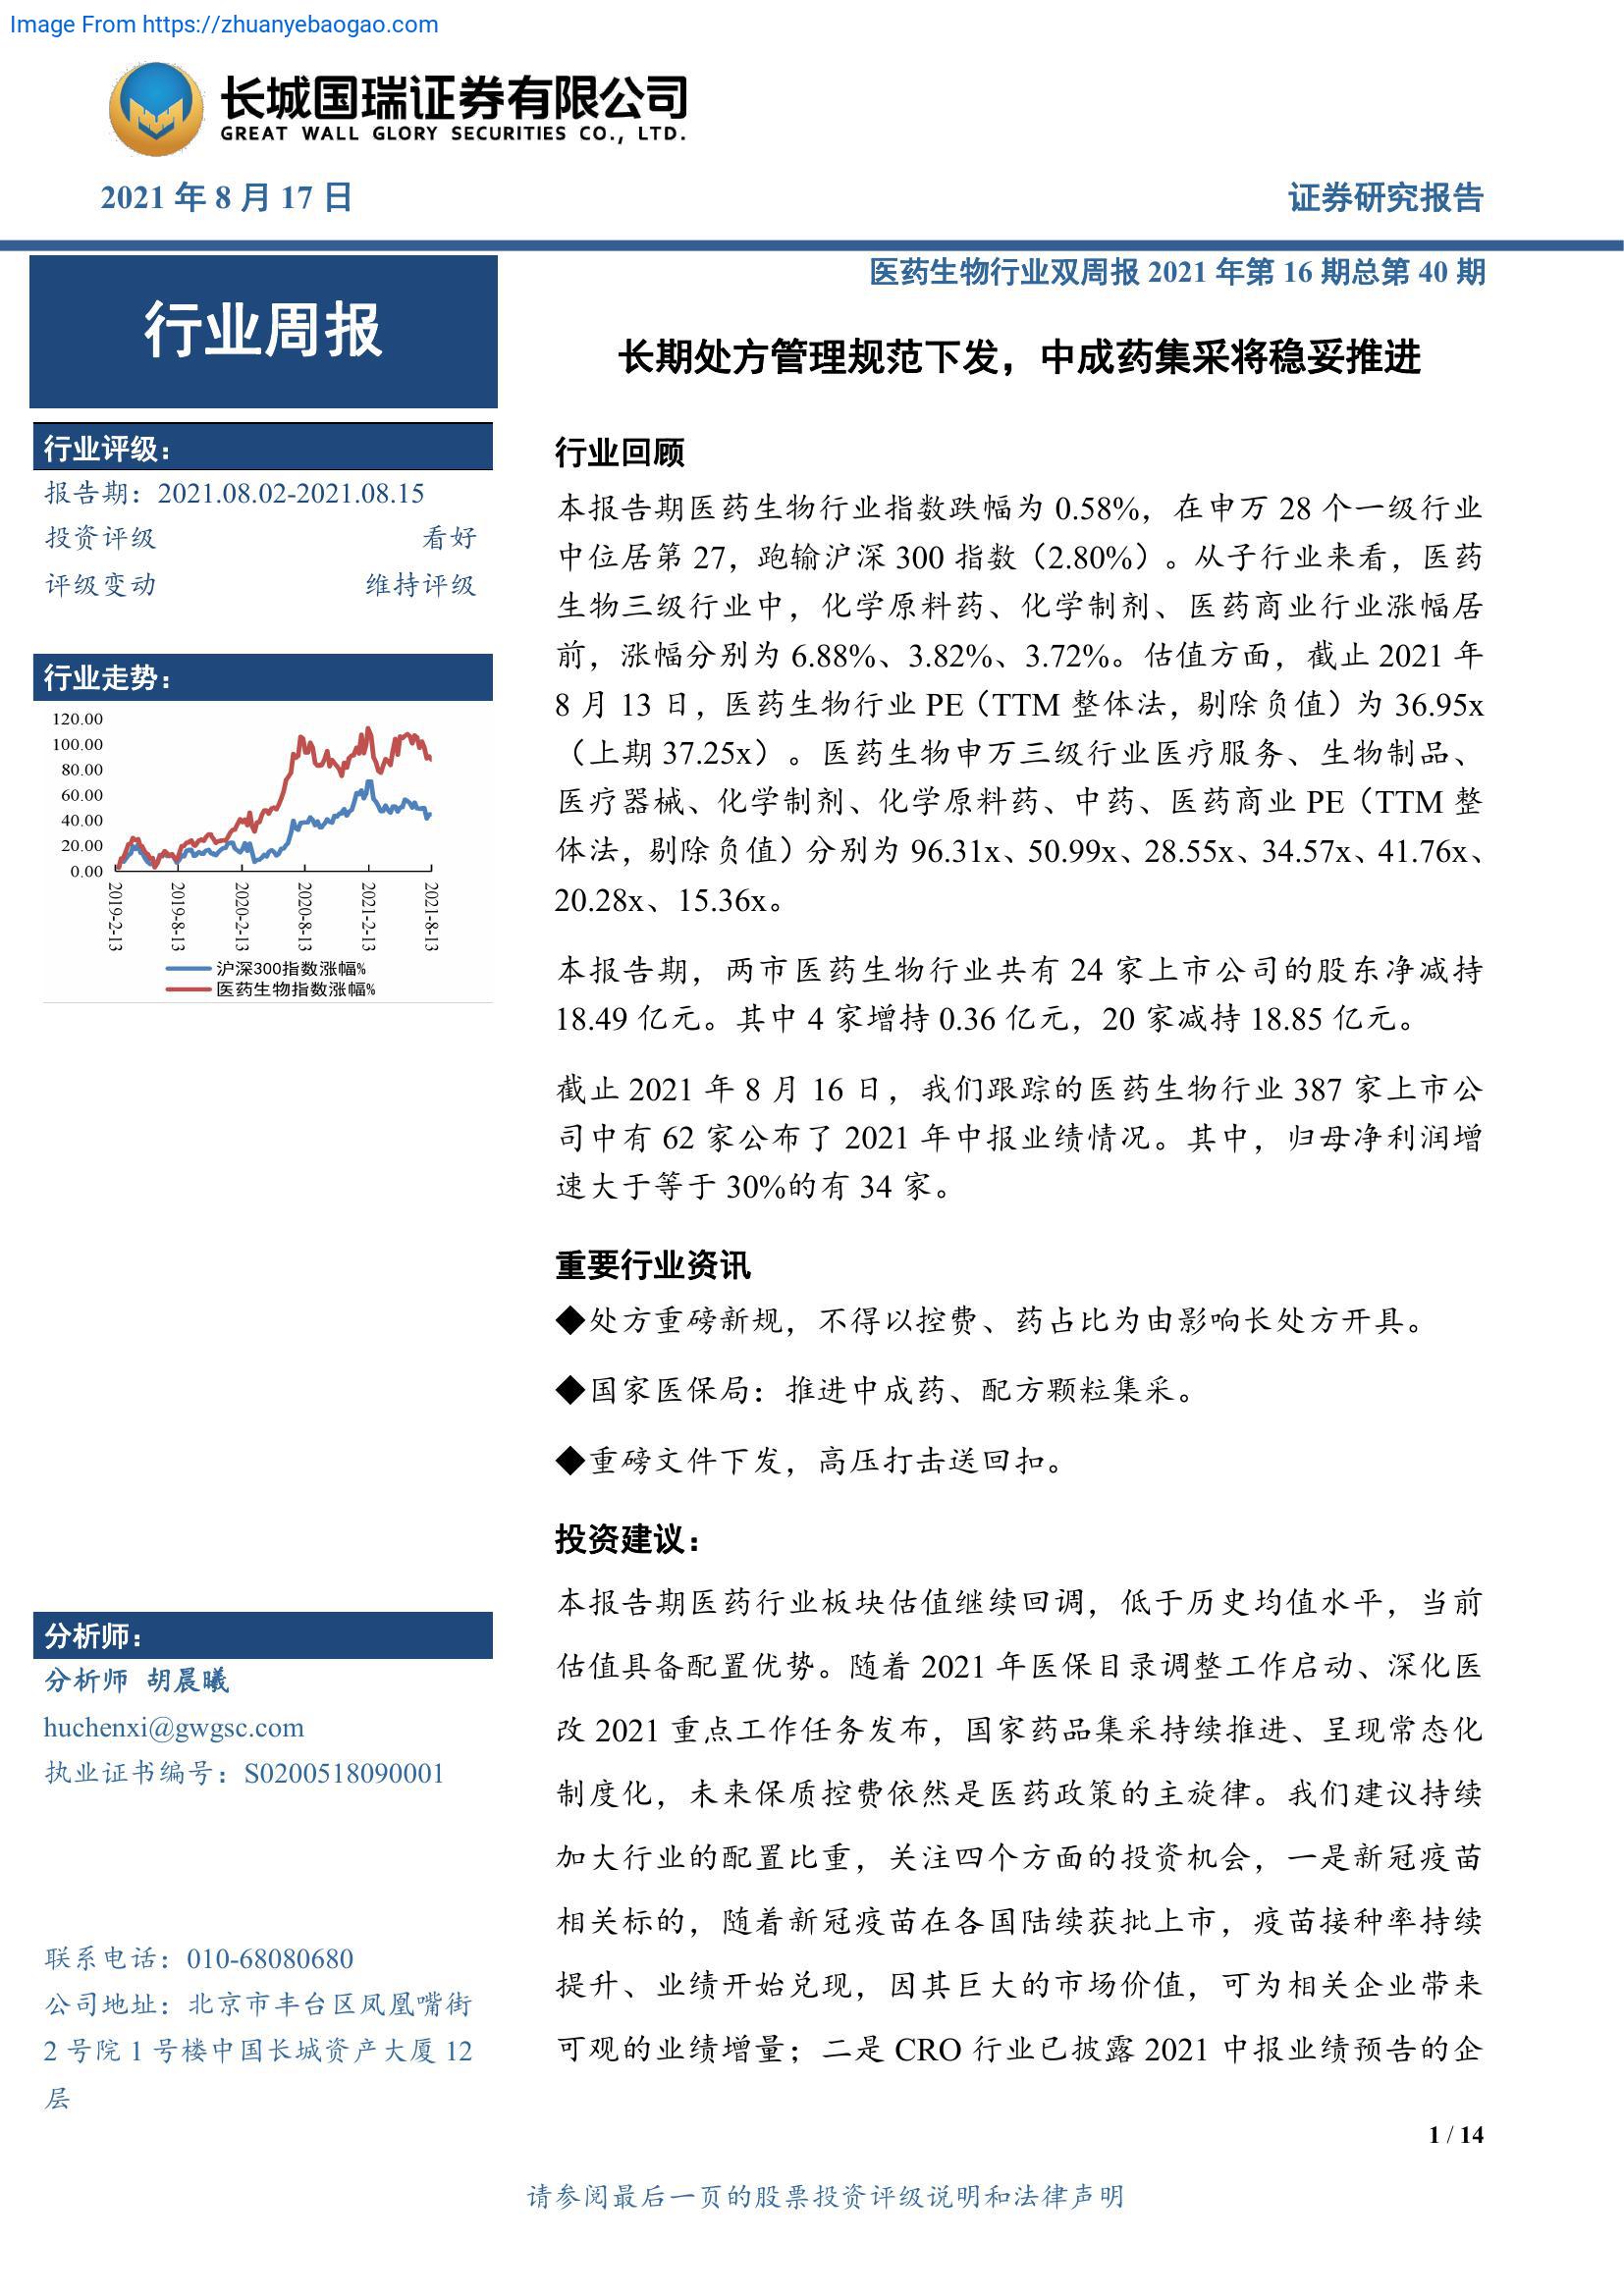 Image From https://zhuanyebaogao.com
长城国瑞证券有限公司
GREAT WALL GLORY SECURITIES CO., LTD.
2021 年 8 月 17 日
证券研究报告
医药生物行业双周报 2021 年第 16 期总第 40 期
行业周报
行业评级：
报告期：2021.08.02-2021.08.15
投资评级 看好
评级变动 维持评级
行业走势：
120.00
100.00
80.00
60.00
40.00
20.00
0.00
2019-2-13
2019-8-13
2020-2-13
2020-8-13
2021-2-13
2021-8-13
沪深300指数涨幅%
医药生物指数涨幅%
分析师：
分析师 胡晨曦
huchenxi@gwgsc.com
执业证书编号：S0200518090001
联系电话：010-68080680
公司地址：北京市丰台区凤凰嘴街
2 号院 1 号楼中国长城资产大厦 12
层
长期处方管理规范下发，中成药集采将稳妥推进
行业回顾
本报告期医药生物行业指数跌幅为 0.58%，在申万 28 个一级行业
中位居第 27，跑输沪深 300 指数（2.80%）。从子行业来看，医药
生物三级行业中，化学原料药、化学制剂、医药商业行业涨幅居
前，涨幅分别为 6.88%、3.82%、3.72%。估值方面，截止 2021 年
8 月 13 日，医药生物行业 PE（TTM 整体法，剔除负值）为 36.95x
（上期 37.25x）。医药生物申万三级行业医疗服务、生物制品、
医疗器械、化学制剂、化学原料药、中药、医药商业 PE（TTM 整
体法，剔除负值）分别为 96.31x、50.99x、28.55x、34.57x、41.76x、
20.28x、15.36x。
本报告期，两市医药生物行业共有 24 家上市公司的股东净减持
18.49 亿元。其中 4 家增持 0.36 亿元，20 家减持 18.85 亿元。
截止 2021 年 8 月 16 日，我们跟踪的医药生物行业 387 家上市公
司中有 62 家公布了 2021 年中报业绩情况。其中，归母净利润增
速大于等于 30%的有 34 家。
重要行业资讯
◆处方重磅新规，不得以控费、药占比为由影响长处方开具。
◆国家医保局：推进中成药、配方颗粒集采。
◆重磅文件下发，高压打击送回扣。
投资建议：
本报告期医药行业板块估值继续回调，低于历史均值水平，当前
估值具备配置优势。随着 2021 年医保目录调整工作启动、深化医
改 2021 重点工作任务发布，国家药品集采持续推进、呈现常态化
制度化，未来保质控费依然是医药政策的主旋律。我们建议持续
加大行业的配置比重，关注四个方面的投资机会，一是新冠疫苗
相关标的，随着新冠疫苗在各国陆续获批上市，疫苗接种率持续
提升、业绩开始兑现，因其巨大的市场价值，可为相关企业带来
可观的业绩增量；二是 CRO 行业已披露 2021 中报业绩预告的企
1 / 14
请参阅最后一页的股票投资评级说明和法律声明